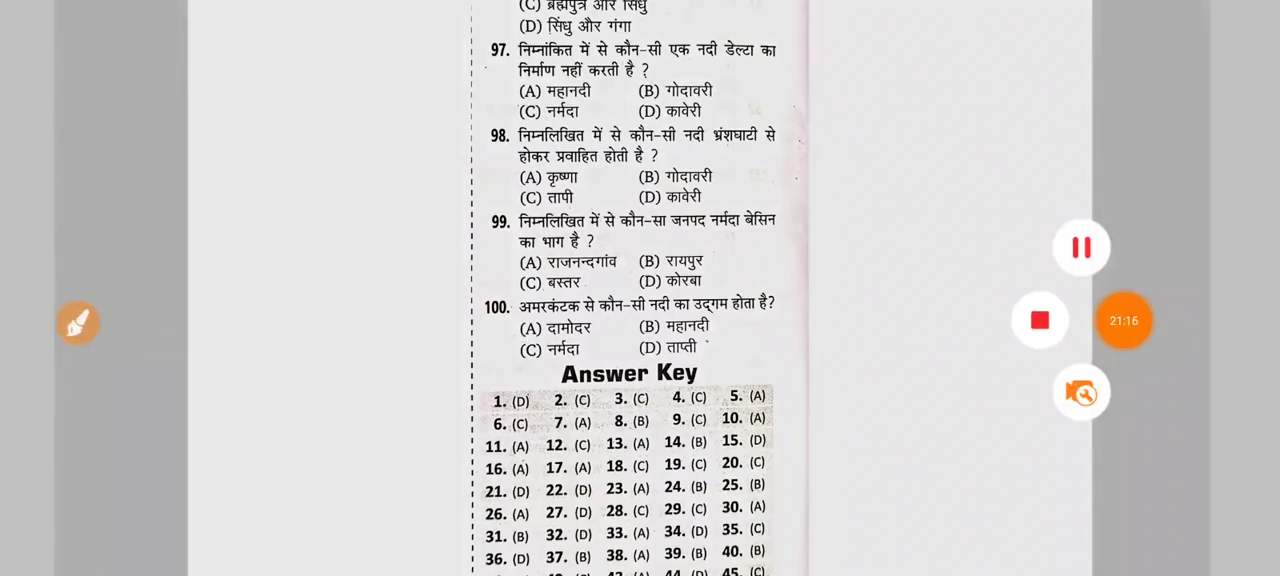 (C) ब्रह्मपुत्र और सिंधु
(D) सिंधु और गंगा
97. निम्नांकित में से कौन-सी एक नदी डेल्टा का
निर्माण नहीं करती है ?
(A) महानदी (B) गोदावरी
(C) नर्मदा (D) कावेरी
98. निम्नलिखित में से कौन-सी नदी भ्रंशघाटी से
होकर प्रवाहित होती है ?
(A) कृष्णा (B) गोदावरी
(C) तापी (D) कावेरी
99. निम्नलिखित में से कौन-सा जनपद नर्मदा बेसिन
का भाग है ?
(A) राजनन्दगांव (B) रायपुर
(C) बस्तर (D) कोरबा
100. अमरकंटक से कौन-सी नदी का उद्‌गम होता है?
(A) दामोदर (B) महानदी
(C) नर्मदा (D) ताप्ती
Answer Key
1. (D) 2. (C) 3. (C) 4. (C) 5. (A)
6. (C) 7. (A) 8. (B) 9. (C) 10. (A)
11. (A) 12. (C) 13. (A) 14. (B) 15. (D)
16. (A) 17. (A) 18. (C) 19. (C) 20. (C)
21. (D) 22. (D) 23. (A) 24. (B) 25. (B)
26. (A) 27. (D) 28. (C) 29. (C) 30. (A)
31. (B) 32. (D) 33. (A) 34. (D) 35. (C)
36. (D) 37. (B) 38. (A) 39. (B) 40. (B)
45. (C)
21:16